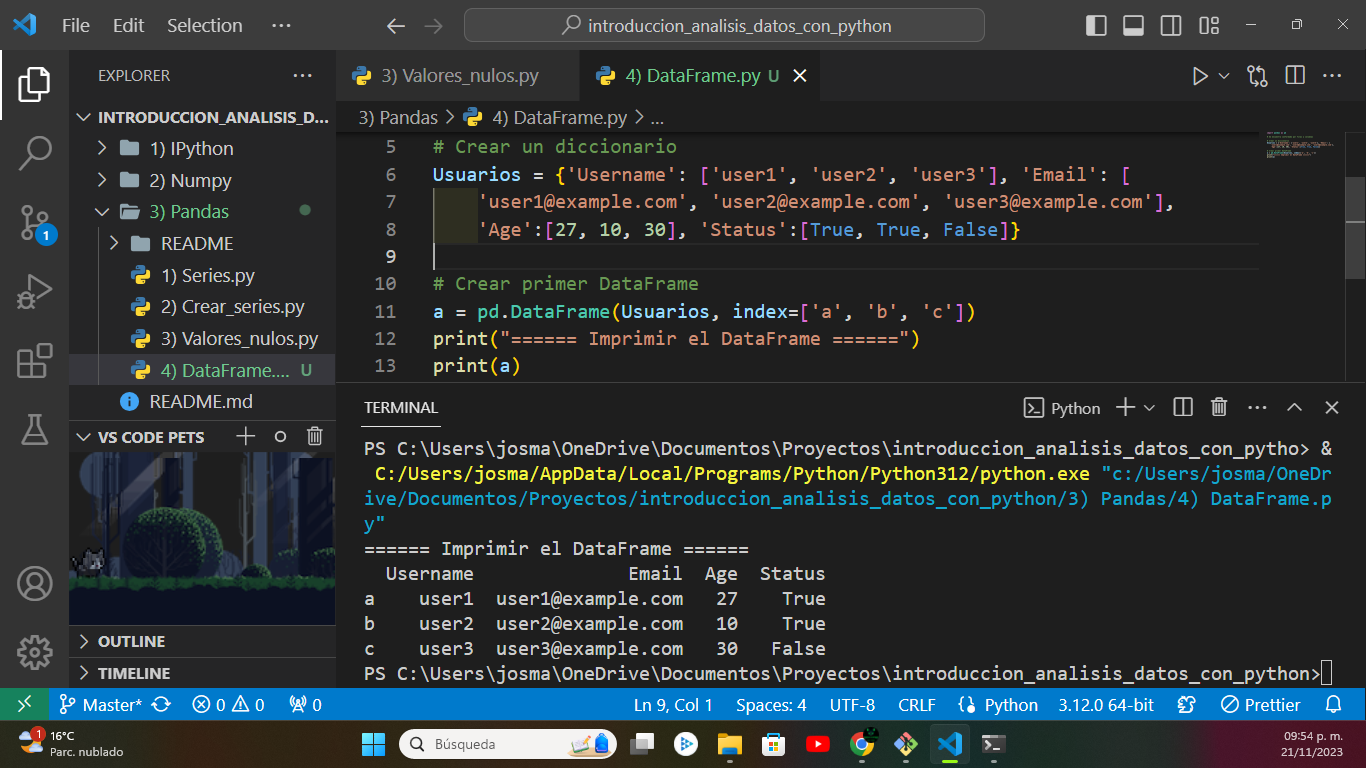 File Edit Selection ··· introduccion_analisis_datos_con_python
EXPLORER ···
INTRODUCCION_ANALISIS_D...
1) IPython
2) Numpy
3) Pandas
README
1) Series.py
2) Crear_series.py
3) Valores_nulos.py
4) DataFrame.... U
README.md
VS CODE PETS
OUTLINE
TIMELINE
3) Valores_nulos.py 4) DataFrame.py U
3) Pandas > 4) DataFrame.py > ...
5 # Crear un diccionario
6 Usuarios = {'Username': ['user1', 'user2', 'user3'], 'Email': [
7 'user1@example.com', 'user2@example.com', 'user3@example.com'],
8 'Age':[27, 10, 30], 'Status':[True, True, False]}
9
10 # Crear primer DataFrame
11 a = pd.DataFrame(Usuarios, index=['a', 'b', 'c'])
12 print("====== Imprimir el DataFrame ======")
13 print(a)
TERMINAL Python
PS C:\Users\josma\OneDrive\Documentos\Proyectos\introduccion_analisis_datos_con_pytho> &
C:/Users/josma/AppData/Local/Programs/Python/Python312/python.exe "c:/Users/josma/OneDr
ive/Documentos/Proyectos/introduccion_analisis_datos_con_python/3) Pandas/4) DataFrame.p
y"
====== Imprimir el DataFrame ======
Username Email Age Status
a user1 user1@example.com 27 True
b user2 user2@example.com 10 True
c user3 user3@example.com 30 False
PS C:\Users\josma\OneDrive\Documentos\Proyectos\introduccion_analisis_datos_con_python>
1
Master* 0 0 0 Ln 9, Col 1 Spaces: 4 UTF-8 CRLF Python 3.12.0 64-bit Prettier
1
16°C
Parc. nublado
Búsqueda
09:54 p. m.
21/11/2023